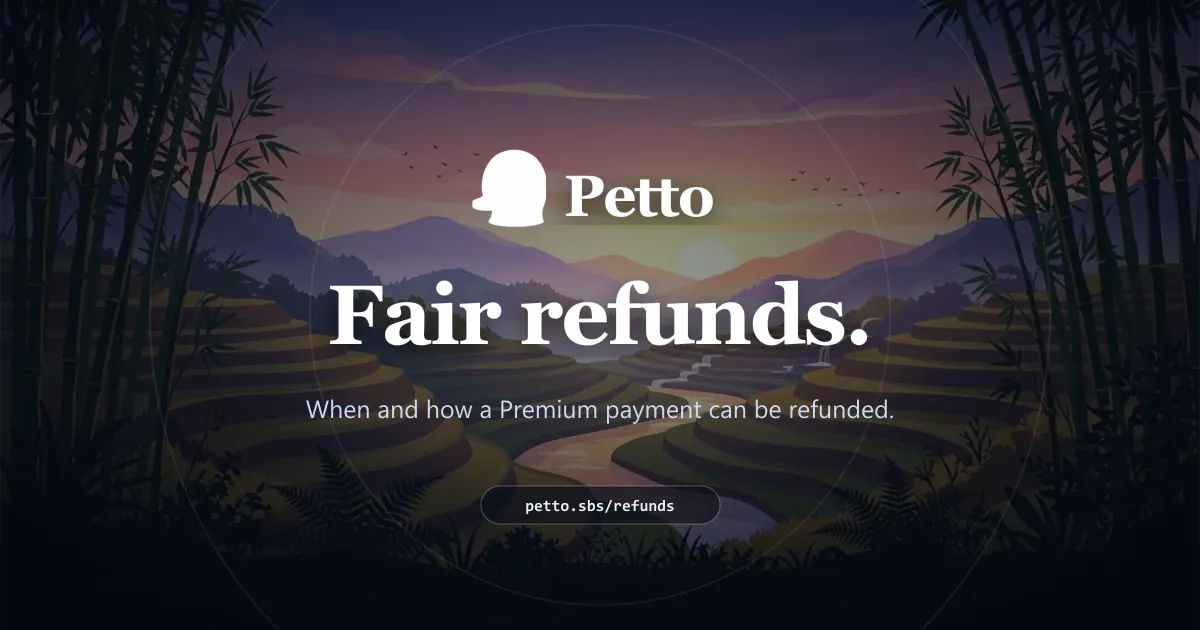 Petto
Fair refunds.
When and how a Premium payment can be refunded.
petto.sbs/refunds